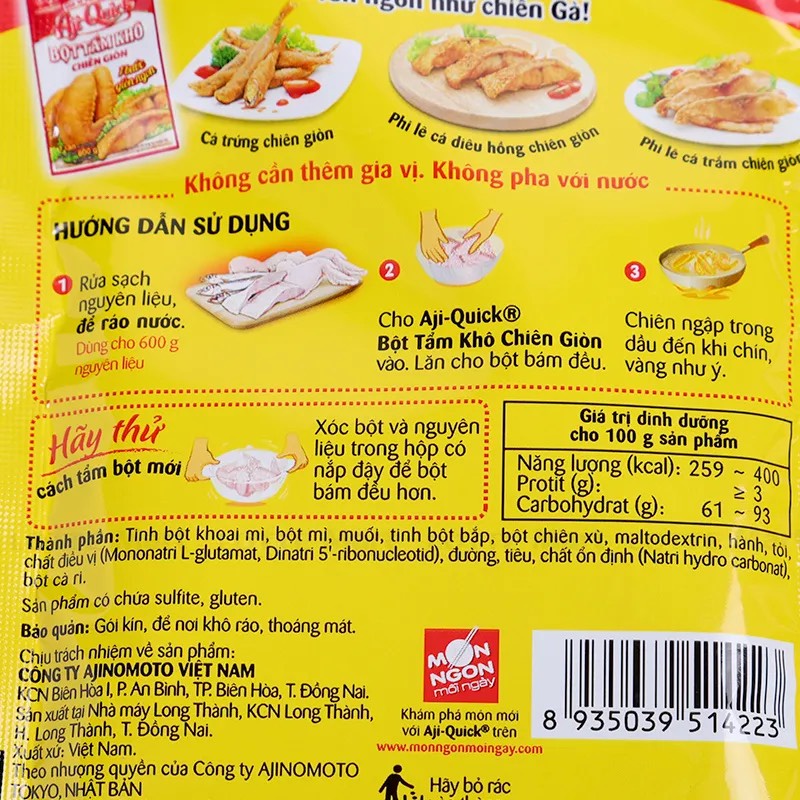 ngon như chiên Gà!
Aji-Quick
BỘT TẨM KHÔ
CHIÊN GIÒN
Cá trứng chiên giòn
Phi lê cá diêu hồng chiên giòn
Phi lê cá trắm chiên giòn
Không cần thêm gia vị. Không pha với nước
HƯỚNG DẪN SỬ DỤNG
1 Rửa sạch
nguyên liệu,
để ráo nước.
Dùng cho 600 g
nguyên liệu
2
Cho Aji-Quick®
Bột Tẩm Khô Chiên Giòn
vào. Lăn cho bột bám đều.
3
Chiên ngập trong
dầu đến khi chín,
vàng như ý.
Hãy thử
cách tẩm bột mới
Xóc bột và nguyên
liệu trong hộp có
nắp đậy để bột
bám đều hơn.
Giá trị dinh dưỡng
cho 100 g sản phẩm
Năng lượng (kcal): 259 ~ 400
Protit (g): ≥ 3
Carbohydrat (g): 61 ~ 93
Thành phần: Tinh bột khoai mì, bột mì, muối, tinh bột bắp, bột chiên xù, maltodextrin, hành, tỏi,
chất điều vị (Mononatri L-glutamat, Dinatri 5'-ribonucleotid), đường, tiêu, chất ổn định (Natri hydro carbonat),
bột cà ri.
Sản phẩm có chứa sulfite, gluten.
Bảo quản: Gói kín, để nơi khô ráo, thoáng mát.
Chịu trách nhiệm về sản phẩm:
CÔNG TY AJINOMOTO VIỆT NAM
KCN Biên Hòa I, P. An Bình, TP. Biên Hòa, T. Đồng Nai.
Sản xuất tại Nhà máy Long Thành, KCN Long Thành,
H. Long Thành, T. Đồng Nai.
Xuất xứ: Việt Nam.
Theo nhượng quyền của Công ty AJINOMOTO
TOKYO, NHẬT BẢN
MÓN
NGON
mỗi ngày
Khám phá món mới
với Aji-Quick® trên
www.monngonmoingay.com
8 935039 514223
Hãy bỏ rác